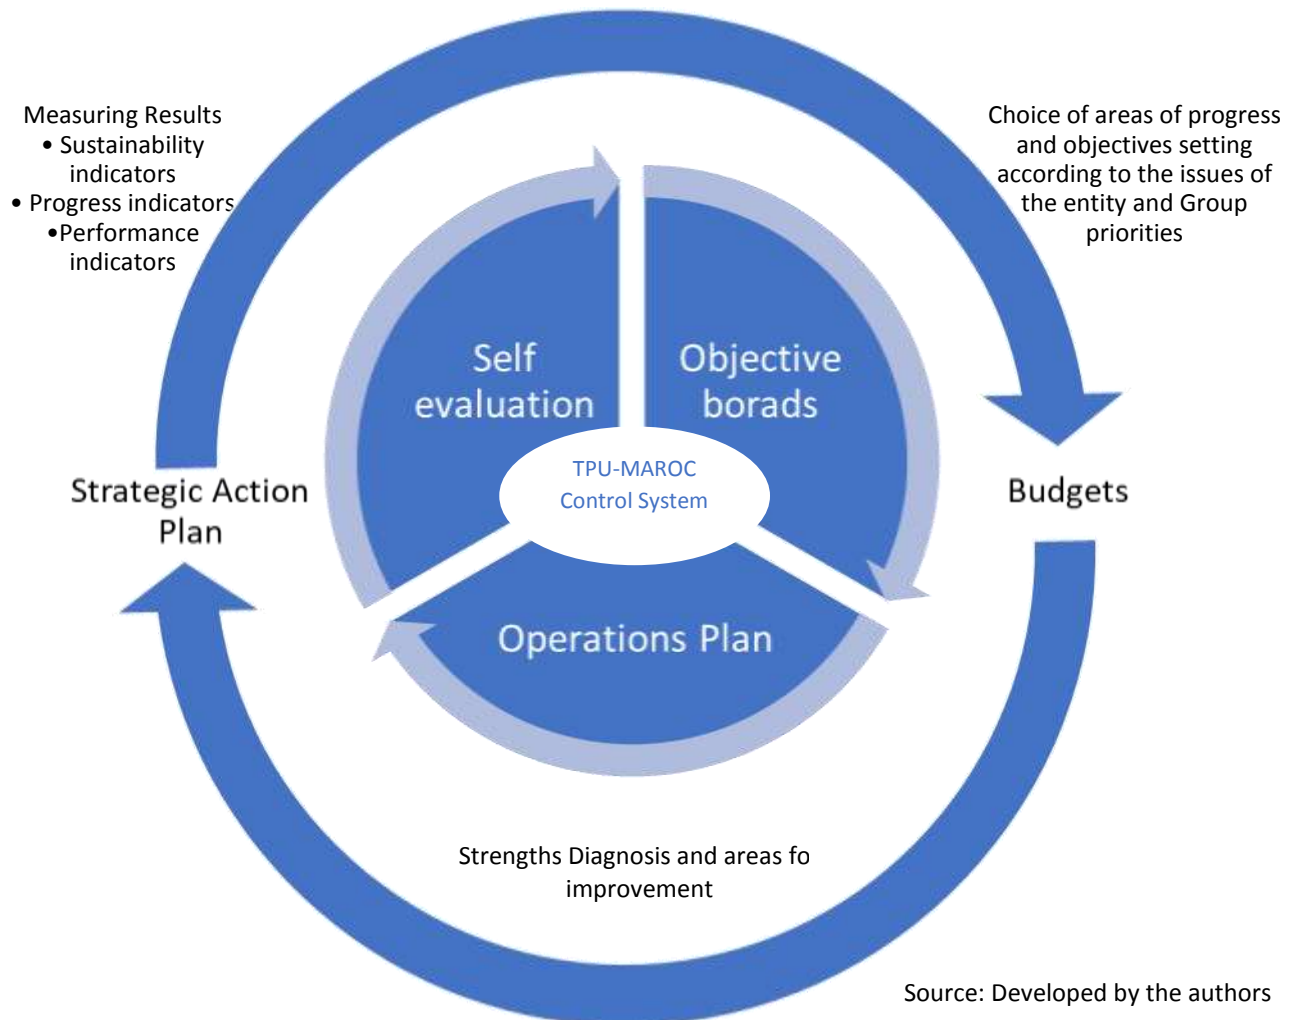 Measuring Results
• Sustainability
indicators
• Progress indicators
•Performance
indicators
Choice of areas of progress
and objectives setting
according to the issues of
the entity and Group
priorities
Self
evaluation
Objective
borads
TPU-MAROC
Control System
Strategic Action
Plan
Budgets
Operations Plan
Strengths Diagnosis and areas fo
improvement
Source: Developed by the authors